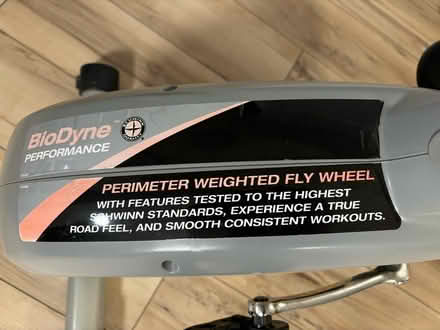 BioDyne
PERFORMANCE
PERIMETER WEIGHTED FLY WHEEL
WITH FEATURES TESTED TO THE HIGHEST
SCHWINN STANDARDS, EXPERIENCE A TRUE
ROAD FEEL, AND SMOOTH CONSISTENT WORKOUTS.